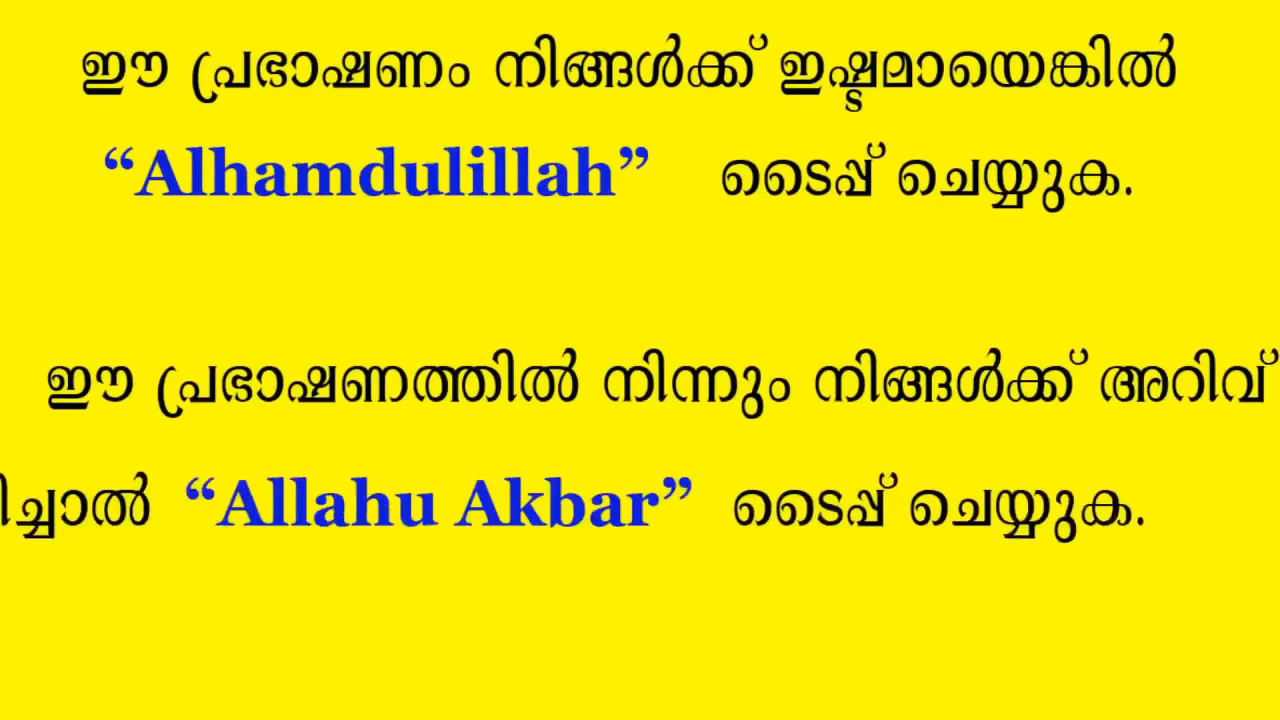 ഈ പ്രഭാഷണം നിങ്ങൾക്ക് ഇഷ്ടമായെങ്കിൽ
“Alhamdulillah” ടൈപ്പ് ചെയ്യുക.
ഈ പ്രഭാഷണത്തിൽ നിന്നും നിങ്ങൾക്ക് അറിവ്
“Allahu Akbar” ടൈപ്പ് ചെയ്യുക.